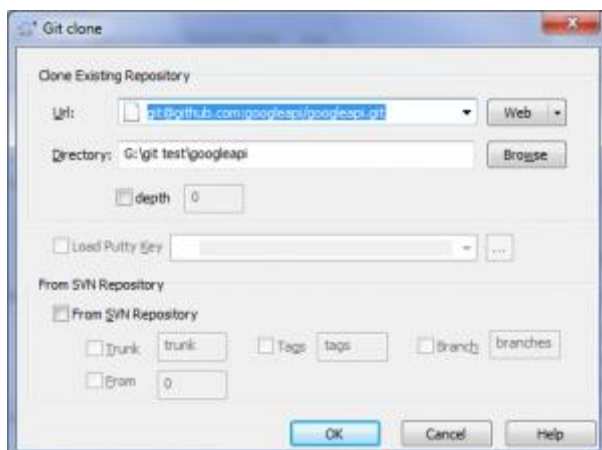 Git clone
Clone Existing Repository
Url: git@github.com:googleapi/googleapi.git Web
Directory: G:\git test\googleapi Browse
depth 0
Load Putty Key ...
From SVN Repository
From SVN Repository
Trunk trunk Tags tags Branch branches
From 0
OK Cancel Help